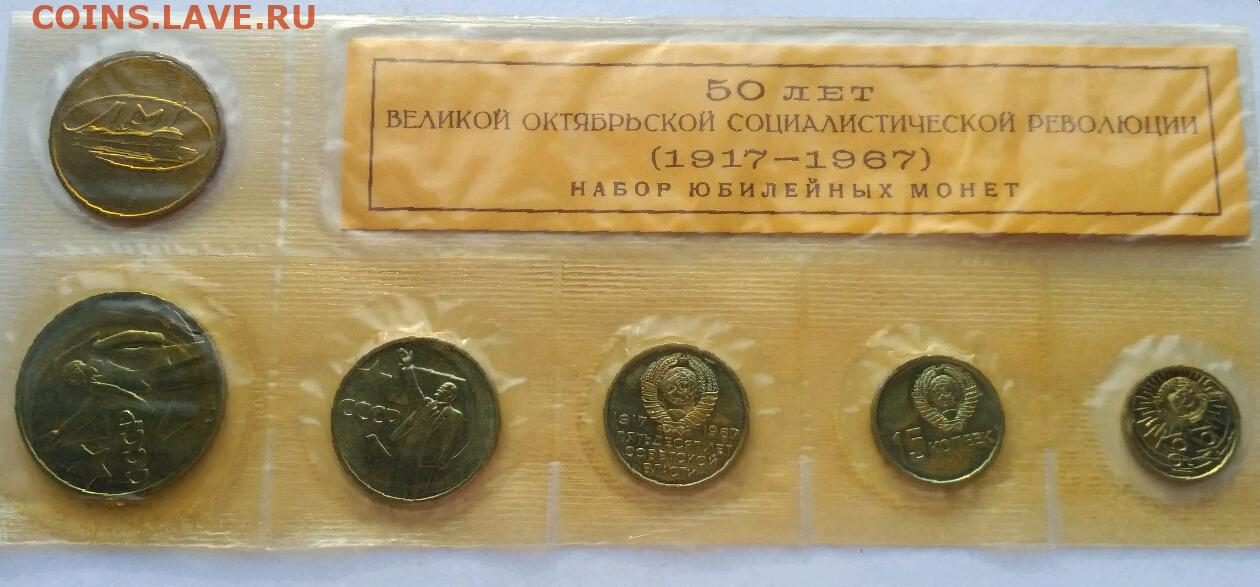 COINS.LAVE.RU
50 ЛЕТ
ВЕЛИКОЙ ОКТЯБРЬСКОЙ СОЦИАЛИСТИЧЕСКОЙ РЕВОЛЮЦИИ
(1917–1967)
НАБОР ЮБИЛЕЙНЫХ МОНЕТ
ЛМД
СССР
СССР
1917 1967
ПЯТЬДЕСЯТ ЛЕТ
СОВЕТСКОЙ
ВЛАСТИ
15 КОПЕЕК